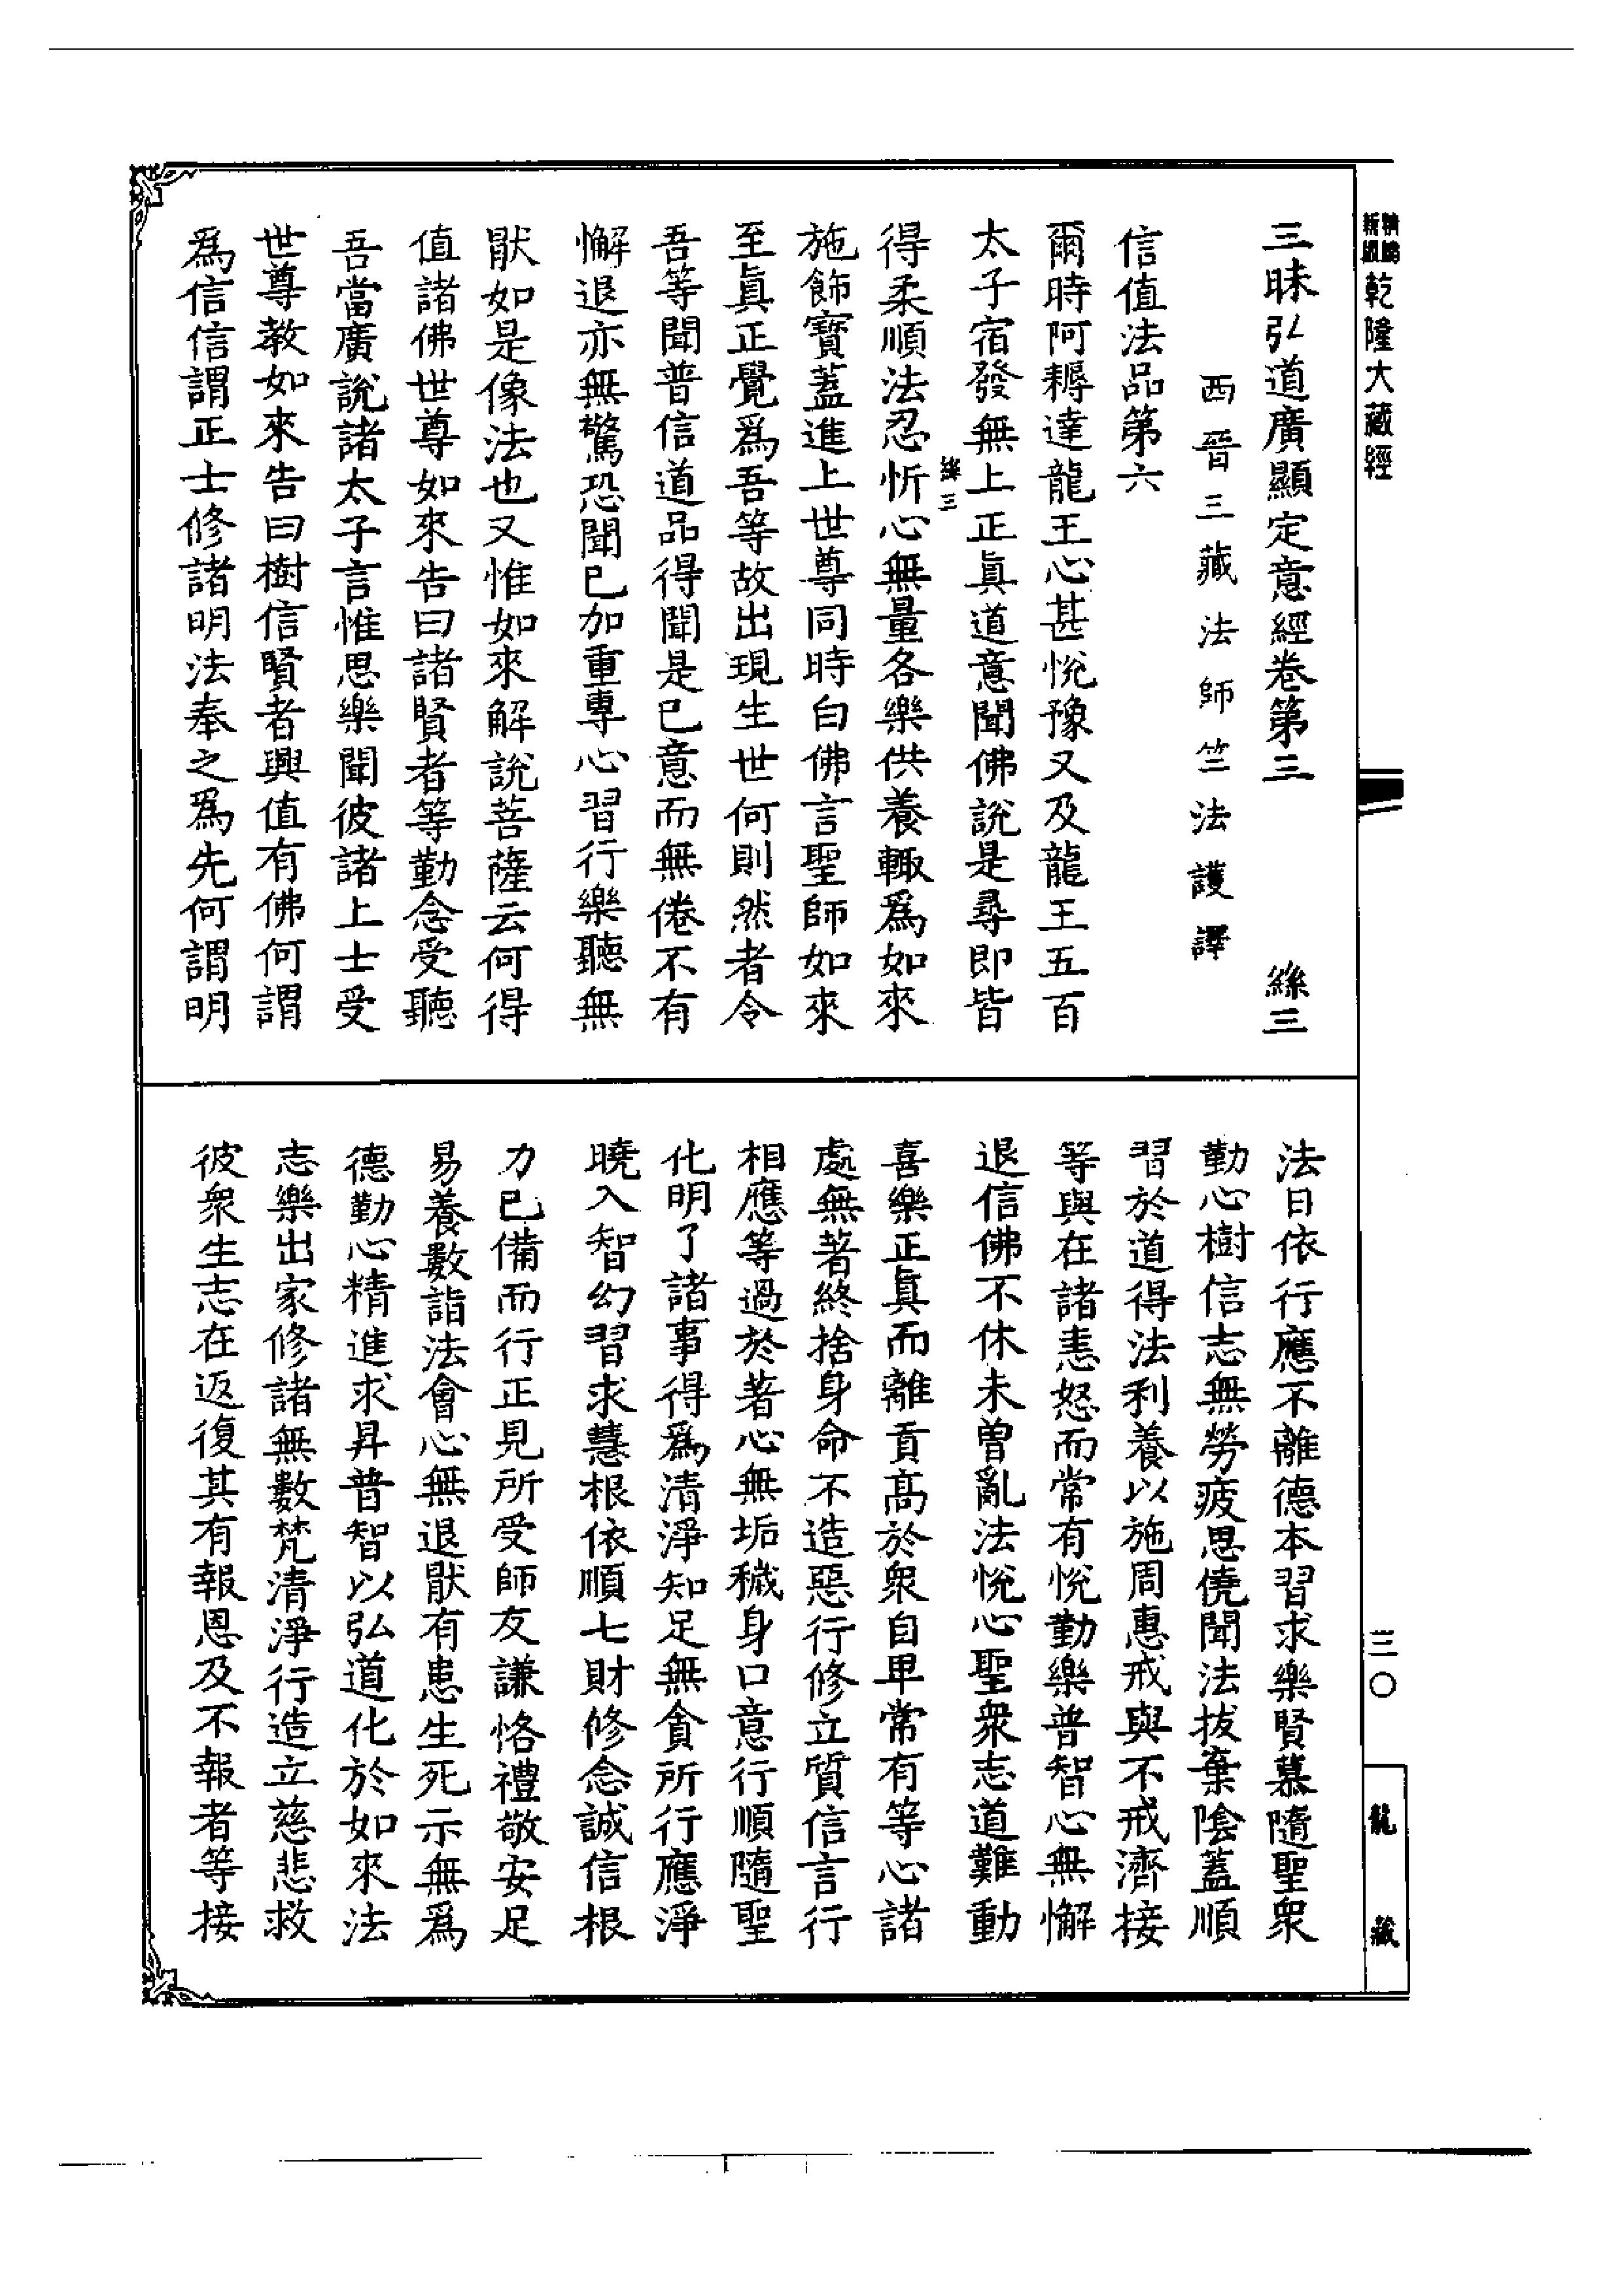 乾隆大藏經
三昧弘道廣顯定意經卷第三　絲三
西晉三藏法師竺法護譯
信值法品第六
爾時阿耨達龍王心甚悅豫又及龍王五百
太子宿發無上正眞道意聞佛說是尋即皆
絲三
得柔順法忍忻心無量各樂供養輙爲如來
施飾寶蓋進上世尊同時白佛言聖師如來
至眞正覺爲吾等故出現生世何則然者令
吾等聞普信道品得聞是已意而無倦不有
懈退亦無驚恐聞已加重專心習行樂聽無
猒如是像法也又惟如來解說菩薩云何得
值諸佛世尊如來告曰諸賢者等勤念受聽
吾當廣說諸太子言惟思樂聞彼諸上士受
世尊教如來告曰樹信賢者興值有佛何謂
爲信信謂正士修諸明法奉之爲先何謂明
法曰依行應不離德本習求樂賢慕隨聖衆
勤心樹信志無勞疲思僥聞法拔棄陰蓋順
習於道得法利養以施周惠戒與不戒濟接
等與在諸恚怒而常有悅勤樂普智心無懈
退信佛不休未曾亂法悅心聖衆志道難動
喜樂正眞而離貢高於衆自卑常有等心諸
處無著終捨身命不造惡行修立質信言行
相應等過於著心無垢穢身口意行順隨聖
化明了諸事得爲清淨知足無貪所行應淨
曉入智幻習求慧根依順七財修念誠信根
力已備而行正見所受師友謙恪禮敬安足
易養數詣法會心無退猒有患生死示無爲
德勤心精進求昇普智以弘道化於如來法
志樂出家修諸無數梵清淨行造立慈悲救
彼衆生志在返復其有報恩及不報者等接
三〇
龍藏